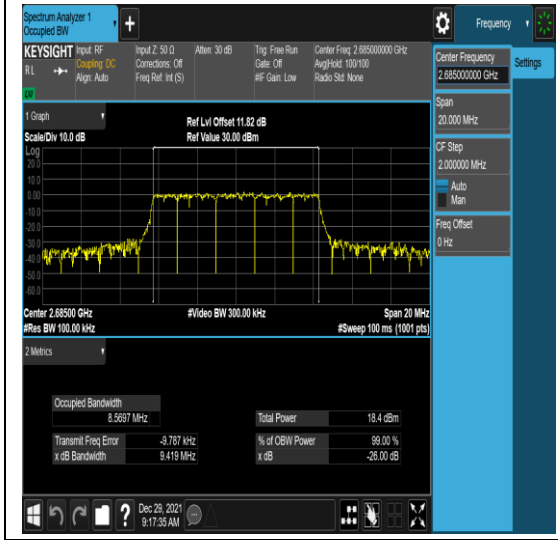 Spectrum Analyzer 1
Occupied BW
Frequency
KEYSIGHT
R L
Input: RF
Coupling: DC
Align: Auto
Input Z: 50 Ω
Corrections: Off
Freq Ref: Int (S)
Atten: 30 dB
Trig: Free Run
Gate: Off
#IF Gain: Low
Center Freq: 2.685000000 GHz
Avg|Hold: 100/100
Radio Std: None
Center Frequency
2.685000000 GHz
Settings
Span
20.000 MHz
CF Step
2.000000 MHz
Auto
Man
Freq Offset
0 Hz
1 Graph
Scale/Div 10.0 dB
Ref Lvl Offset 11.82 dB
Ref Value 30.00 dBm
Log
20.0
10.0
0.00
-10.0
-20.0
-30.0
-40.0
-50.0
-60.0
Center 2.68500 GHz
#Video BW 300.00 kHz
Span 20 MHz
#Res BW 100.00 kHz
#Sweep 100 ms (1001 pts)
2 Metrics
Occupied Bandwidth
8.5697 MHz
Total Power 18.4 dBm
Transmit Freq Error -9.787 kHz
% of OBW Power 99.00 %
x dB Bandwidth 9.419 MHz
x dB -26.00 dB
?
Dec 29, 2021
9:17:35 AM